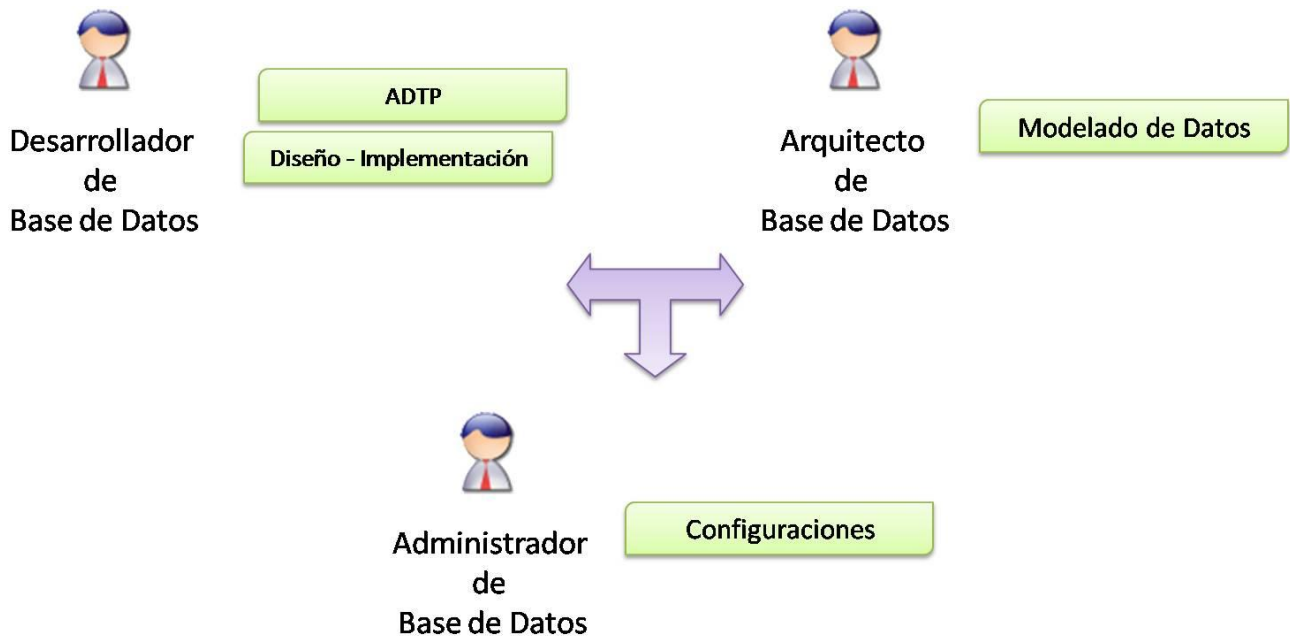 Desarrollador
de
Base de Datos
ADTP
Diseño - Implementación
Arquitecto
de
Base de Datos
Modelado de Datos
Administrador
de
Base de Datos
Configuraciones